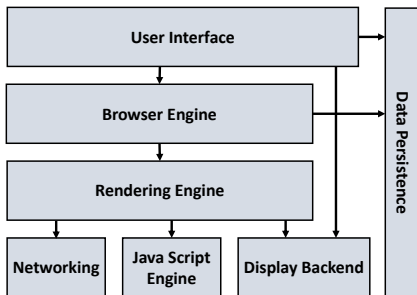 User Interface
Browser Engine
Rendering Engine
Networking
Java Script
Engine
Display Backend
Data Persistence